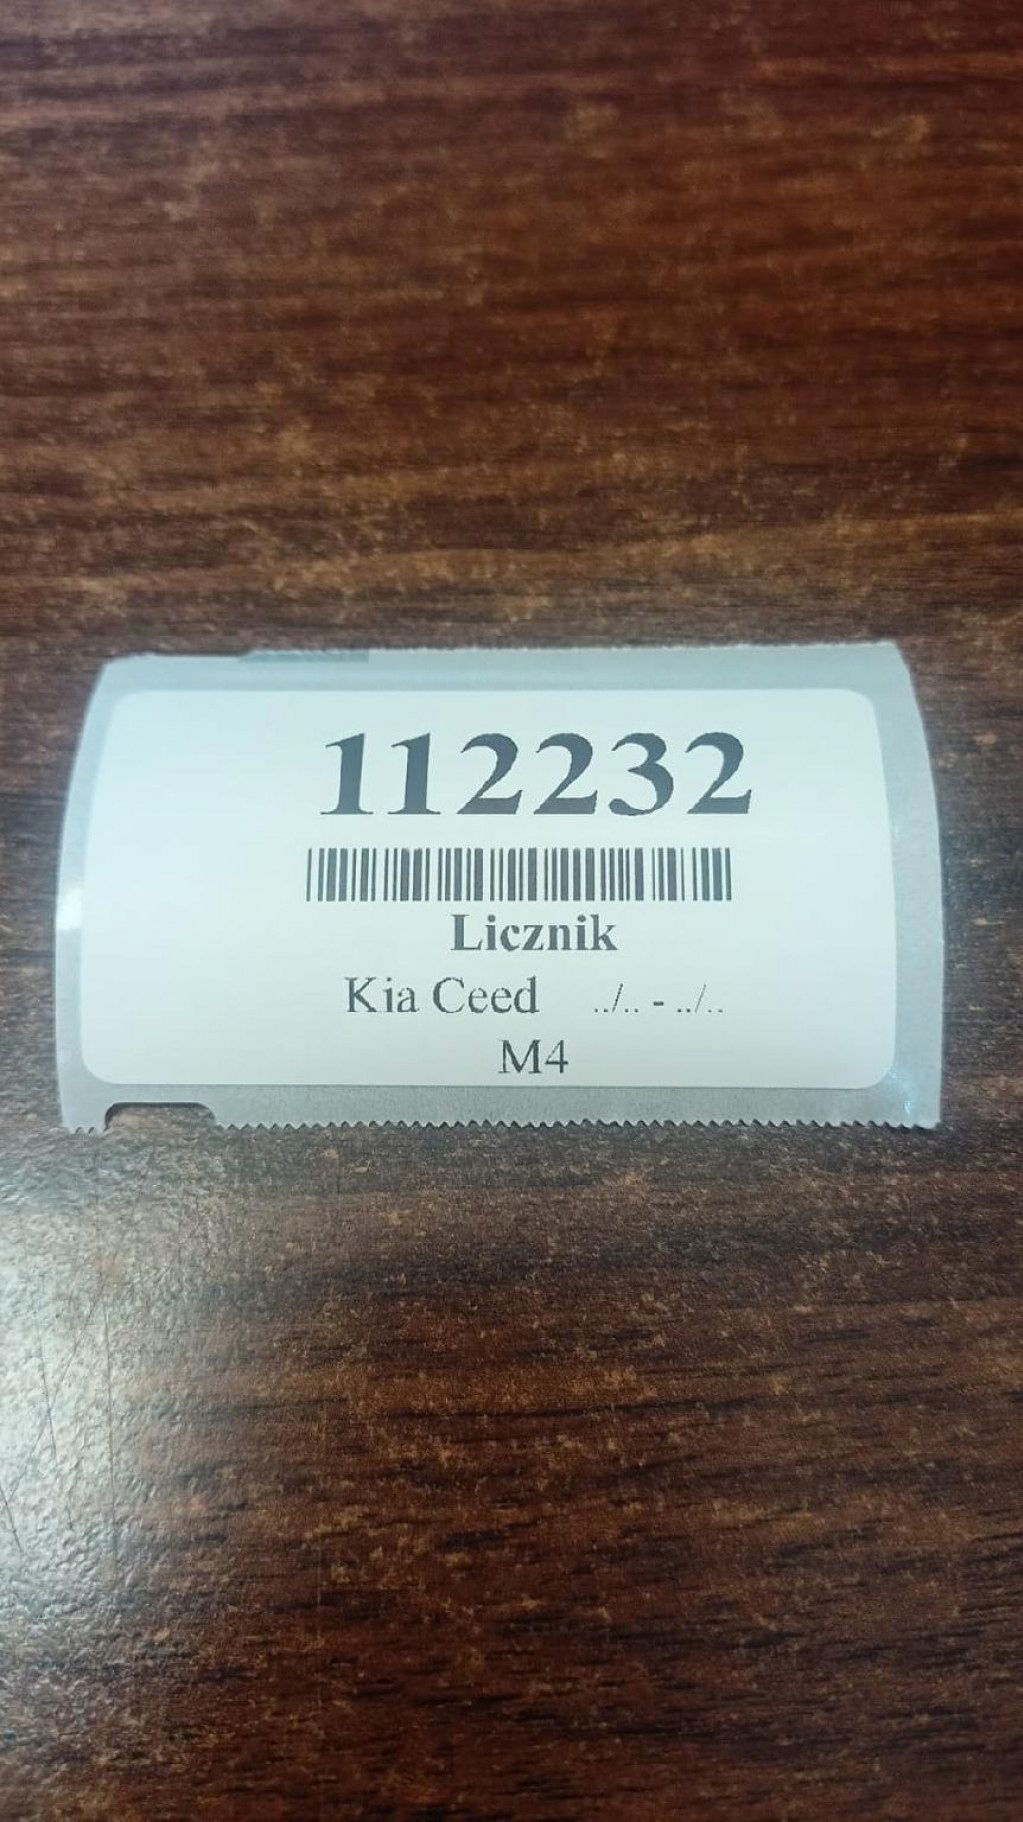 112232
Licznik
Kia Ceed ../.. - ../..
M4